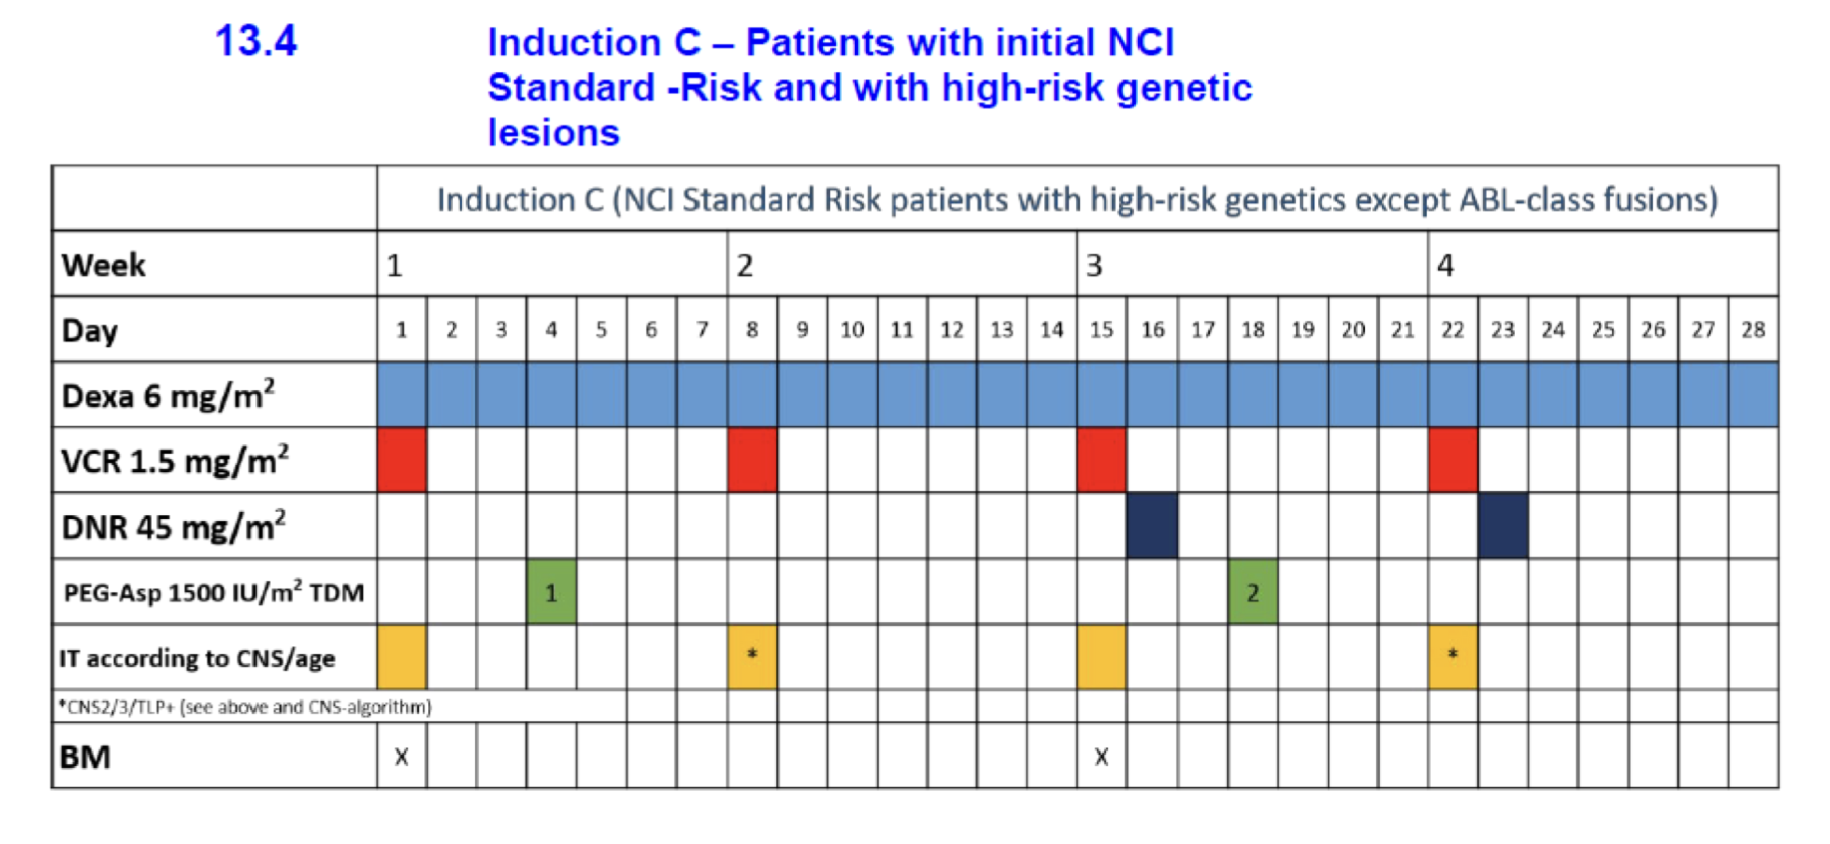 13.4 Induction C – Patients with initial NCI
Standard -Risk and with high-risk genetic
lesions
Induction C (NCI Standard Risk patients with high-risk genetics except ABL-class fusions)
Week 1 2 3 4
Day 1 2 3 4 5 6 7 8 9 10 11 12 13 14 15 16 17 18 19 20 21 22 23 24 25 26 27 28
Dexa 6 mg/m²
VCR 1.5 mg/m²
DNR 45 mg/m²
PEG-Asp 1500 IU/m² TDM 1 2
IT according to CNS/age * *
*CNS2/3/TLP+ (see above and CNS-algorithm)
BM X X